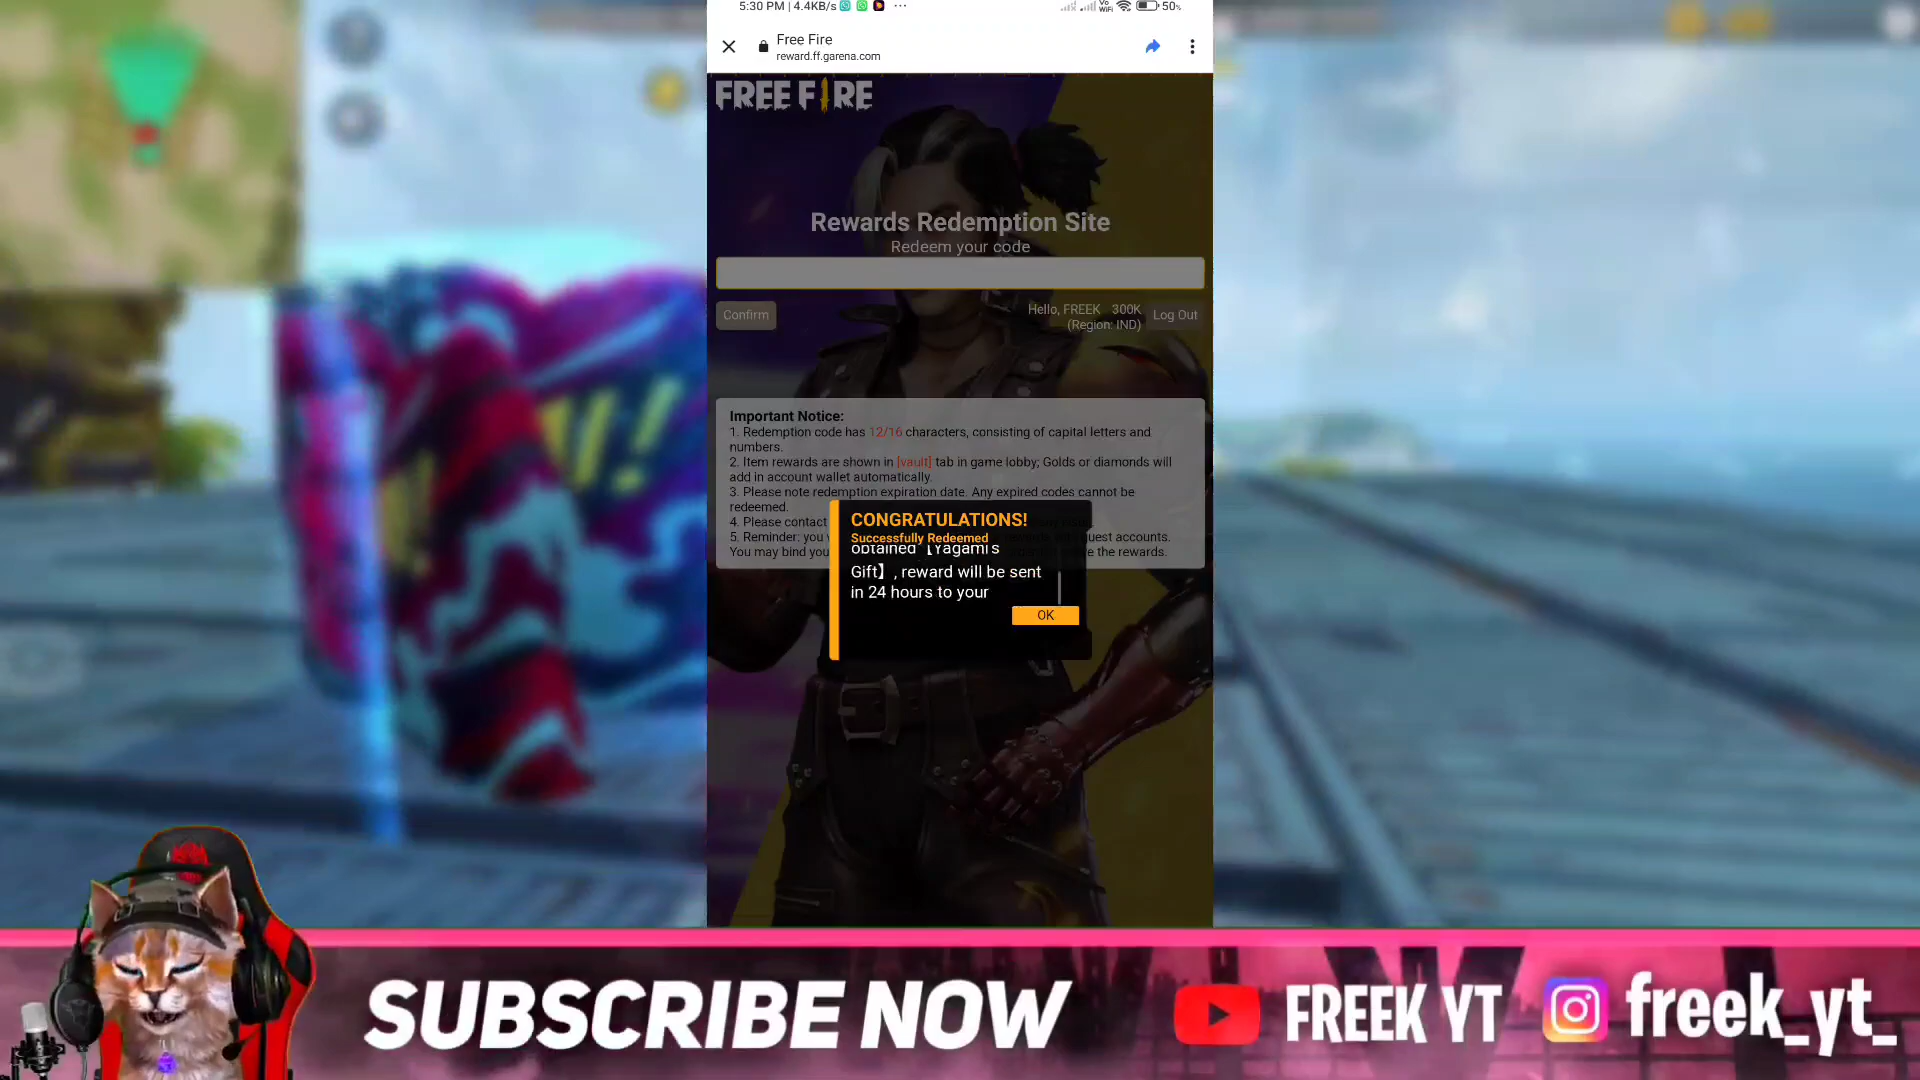 5:30 PM | 4.4KB/s
Vo WiFi
50%
Free Fire
reward.ff.garena.com
FREE FIRE
Rewards Redemption Site
Redeem your code
Confirm
Hello, FREEK 300K
(Region: IND)
Log Out
Important Notice:
1. Redemption code has 12/16 characters, consisting of capital letters and
numbers.
2. Item rewards are shown in [vault] tab in game lobby; Golds or diamonds will
add in account wallet automatically.
3. Please note redemption expiration date. Any expired codes cannot be
redeemed.
4. Please contact
5. Reminder: you
uest accounts.
You may bind you
the rewards.
CONGRATULATIONS!
Successfully Redeemed
obtained 【Yagami's
Gift】, reward will be sent
in 24 hours to your
OK
SUBSCRIBE NOW
FREEK YT
freek_yt_